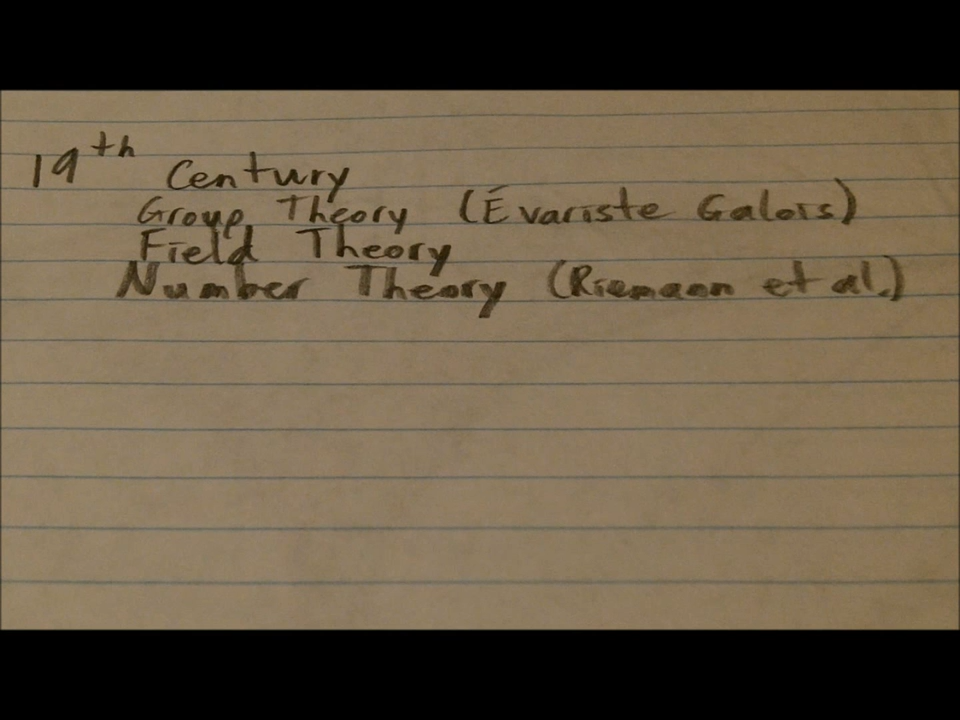 19th Century
Group Theory (Évariste Galois)
Field Theory
Number Theory (Riemann et al.)